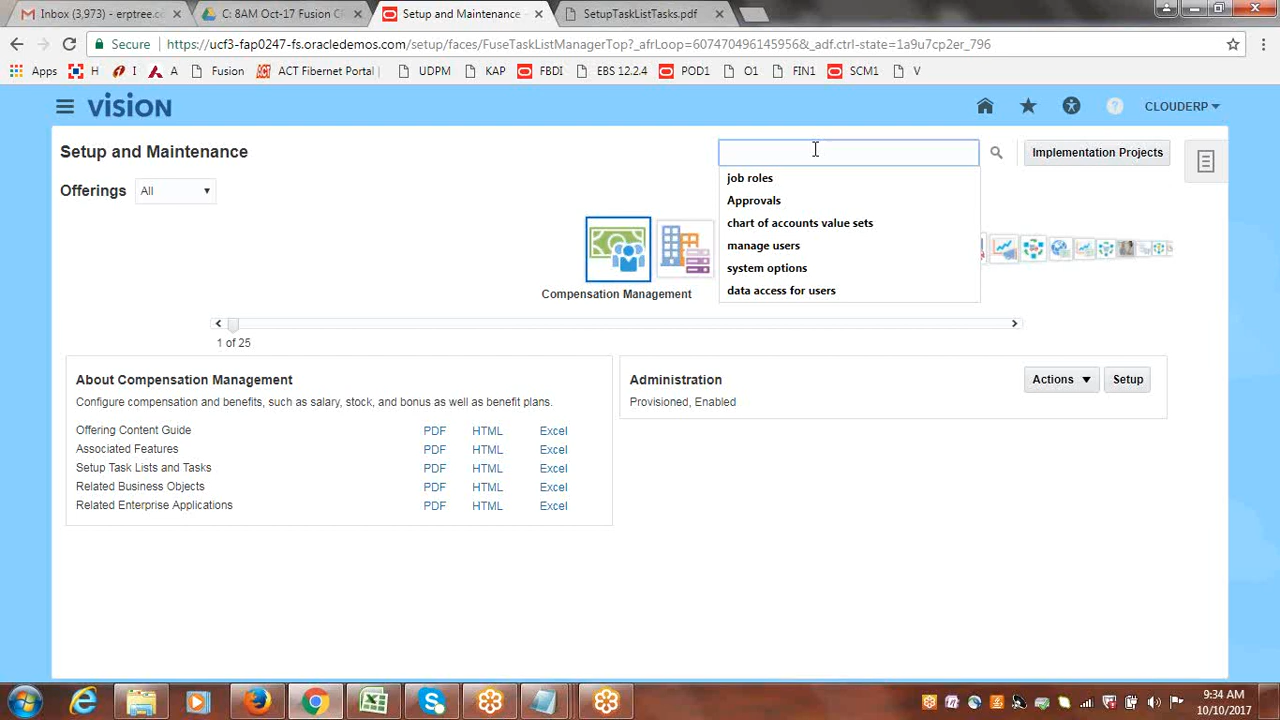 Inbox (3,973) - erptree.co
C: 8AM Oct-17 Fusion C
Setup and Maintenance -
SetupTaskListTasks.pdf
Secure
https://ucf3-fap0247-fs.oracledemos.com/setup/faces/FuseTaskListManagerTop?_afrLoop=60747049614595​6&_adf.ctrl-state=1a9u7cp2er_796
Apps
H
A
Fusion
ACT Fibernet Portal
UDPM
KAP
FBDI
EBS 12.2.4
POD1
O1
FIN1
SCM1
V
VISION
CLOUDERP
Setup and Maintenance
Implementation Projects
job roles
Approvals
chart of accounts value sets
manage users
system options
data access for users
Offerings
All
Compensation Management
1 of 25
About Compensation Management
Configure compensation and benefits, such as salary, stock, and bonus as well as benefit plans.
Offering Content Guide PDF HTML Excel
Associated Features PDF HTML Excel
Setup Task Lists and Tasks PDF HTML Excel
Related Business Objects PDF HTML Excel
Related Enterprise Applications PDF HTML Excel
Administration
Actions
Setup
Provisioned, Enabled
9:34 AM
10/10/2017